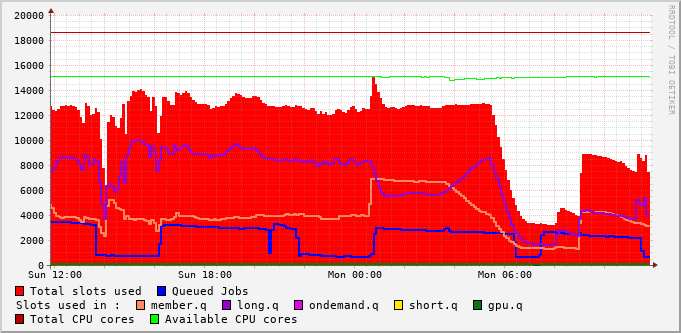 20000
18000
16000
14000
12000
10000
8000
6000
4000
2000
0
Sun 12:00 Sun 18:00 Mon 00:00 Mon 06:00
RRDTOOL / TOBI OETIKER
Total slots used Queued Jobs
Slots used in : member.q long.q ondemand.q short.q gpu.q
Total CPU cores Available CPU cores